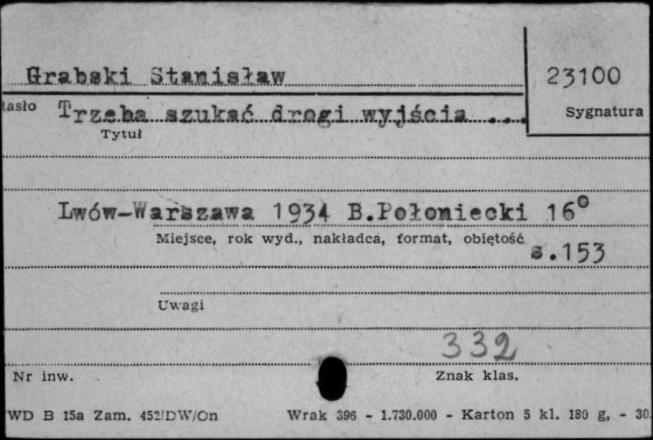 Grabski Stanisław
23100
Hasło Trzeba szukać drogi wyjścia ...
Sygnatura
Tytuł
Lwów-Warszawa 1934 B.Połoniecki 16°
Miejsce, rok wyd., nakładca, format, obiętość
s.153
Uwagi
332
Nr inw.
Znak klas.
WD B 15a Zam. 452/DW/On Wrak 396 - 1.730.000 - Karton 5 kl. 180 g, - 30.